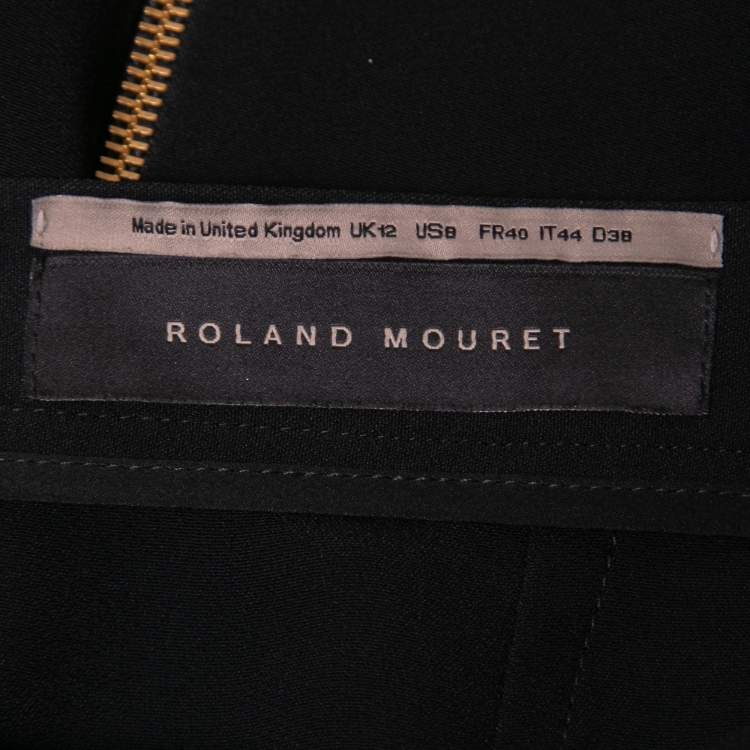 Made in United Kingdom UK12 US8 FR40 IT44 D38
ROLAND MOURET